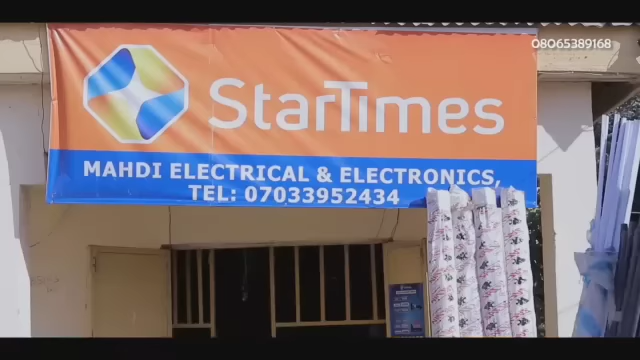 08065389168
StarTimes
MAHDI ELECTRICAL & ELECTRONICS,
TEL: 07033952434